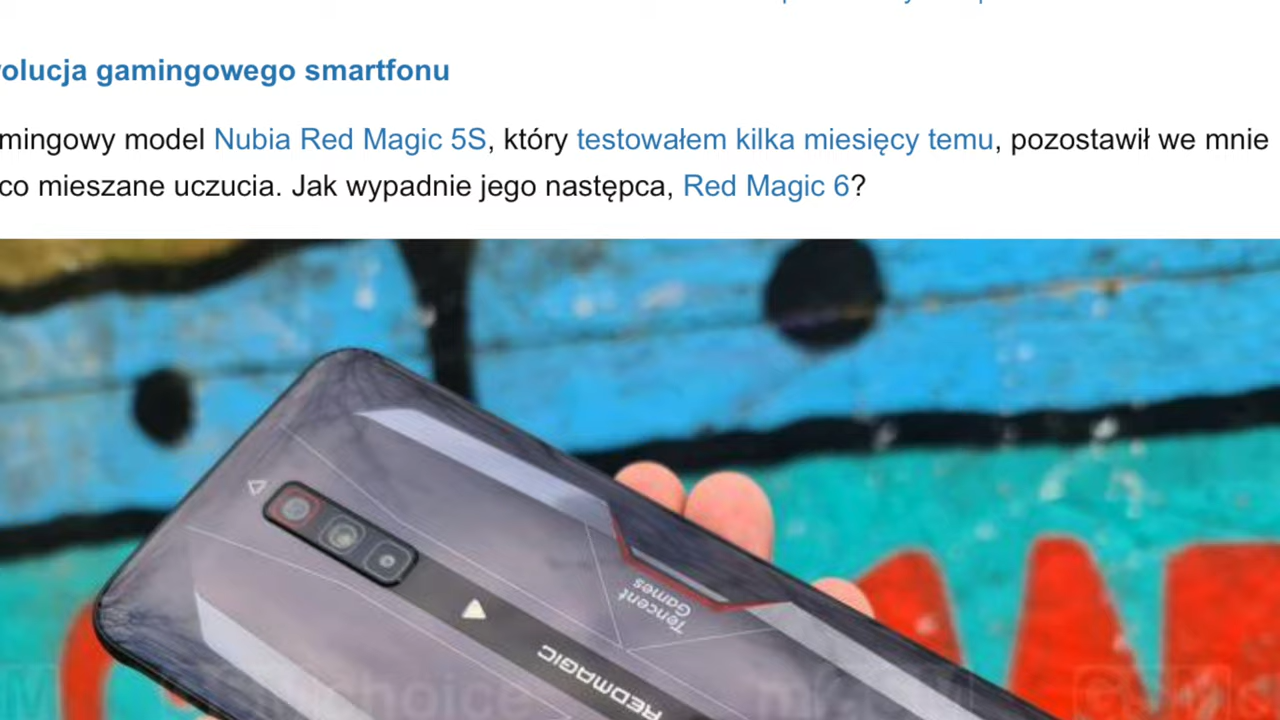 olucja gamingowego smartfonu
mingowy model Nubia Red Magic 5S, który testowałem kilka miesięcy temu, pozostawił we mnie
co mieszane uczucia. Jak wypadnie jego następca, Red Magic 6?
Tencent
Games
REDMAGIC